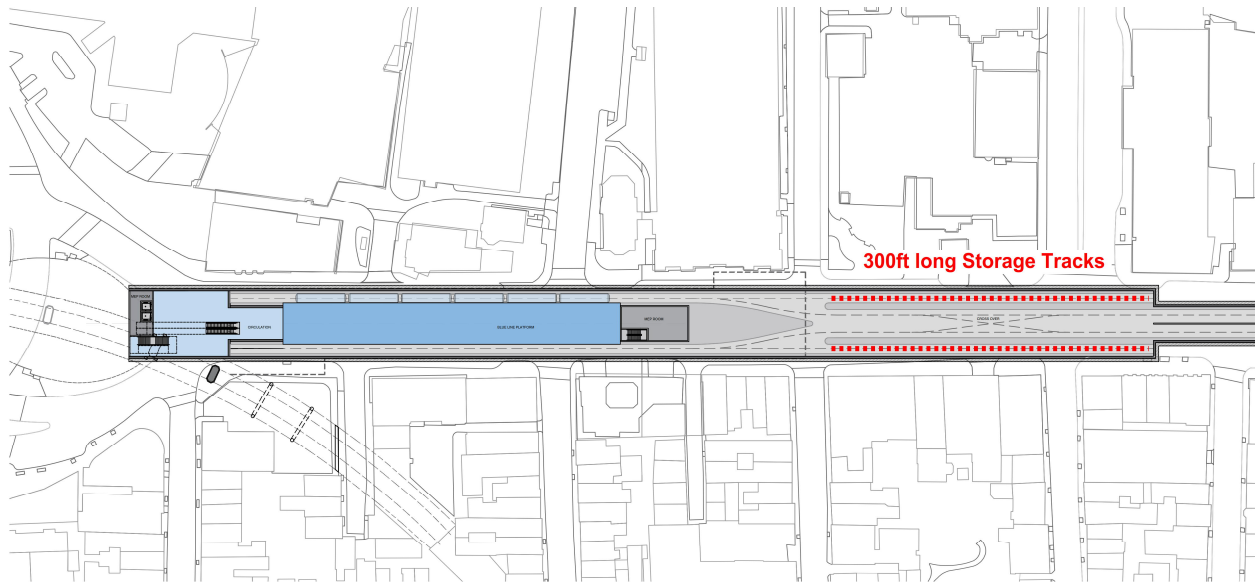 300ft long Storage Tracks
MEP ROOM
CIRCULATION
BLUE LINE PLATFORM
MEP ROOM
CROSS OVER